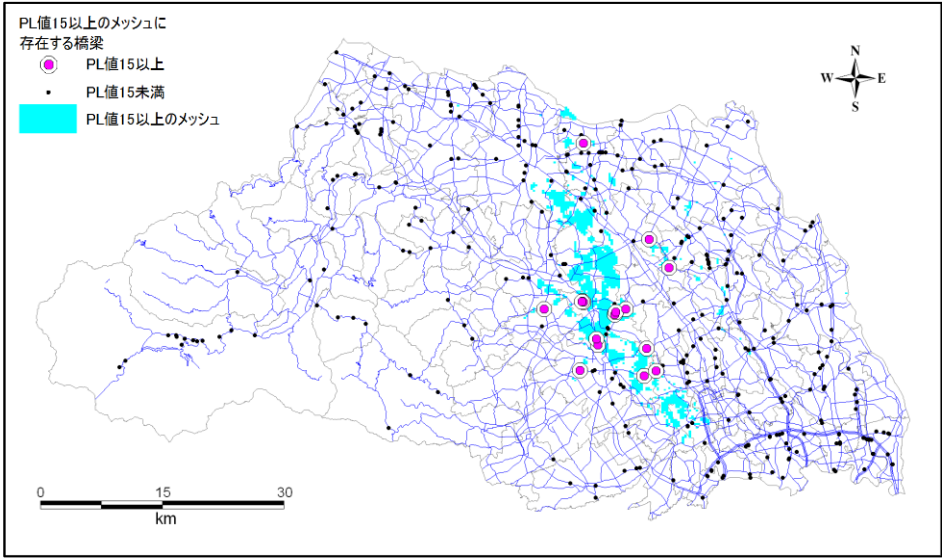 PL値15以上のメッシュに
存在する橋梁
PL値15以上
PL値15未満
PL値15以上のメッシュ
N
W E
S
0 15 30
km